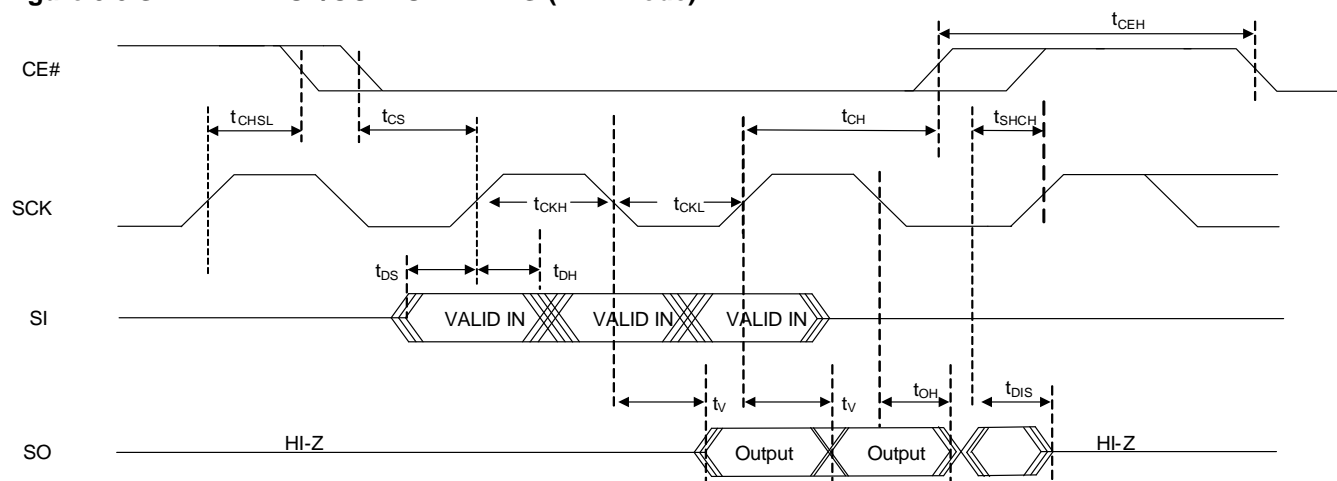 tCEH
CE#
tCHSL
tCS
tCH
tSHCH
SCK
tCKH
tCKL
tDS
tDH
SI
VALID IN
VALID IN
VALID IN
tV
tV
tOH
tDIS
SO
HI-Z
Output
Output
HI-Z